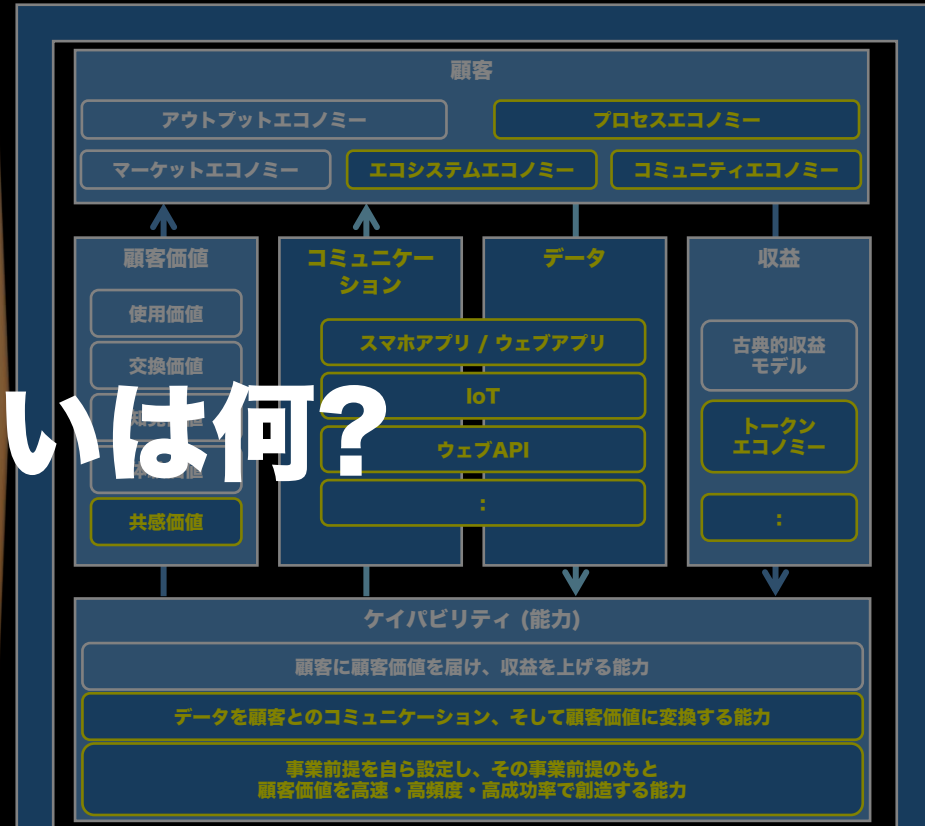 顧客
アウトプットエコノミー
プロセスエコノミー
マーケットエコノミー
エコシステムエコノミー
コミュニティエコノミー
顧客価値
使用価値
交換価値
共感価値
コミュニケー
ション
データ
スマホアプリ / ウェブアプリ
IoT
ウェブAPI
:
収益
古典的収益
モデル
トークン
エコノミー
:
いは何?
ケイパビリティ (能力)
顧客に顧客価値を届け、収益を上げる能力
データを顧客とのコミュニケーション、そして顧客価値に変換する能力
事業前提を自ら設定し、その事業前提のもと
顧客価値を高速・高頻度・高成功率で創造する能力